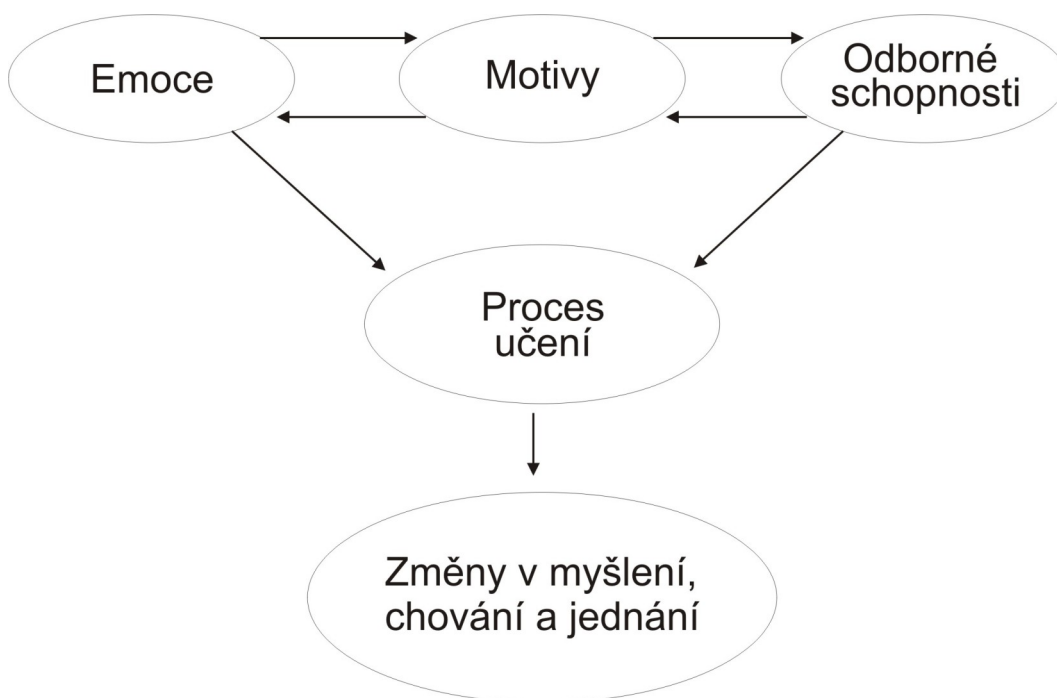 Emoce
Motivy
Odborné
schopnosti
Proces
učení
Změny v myšlení,
chování a jednání